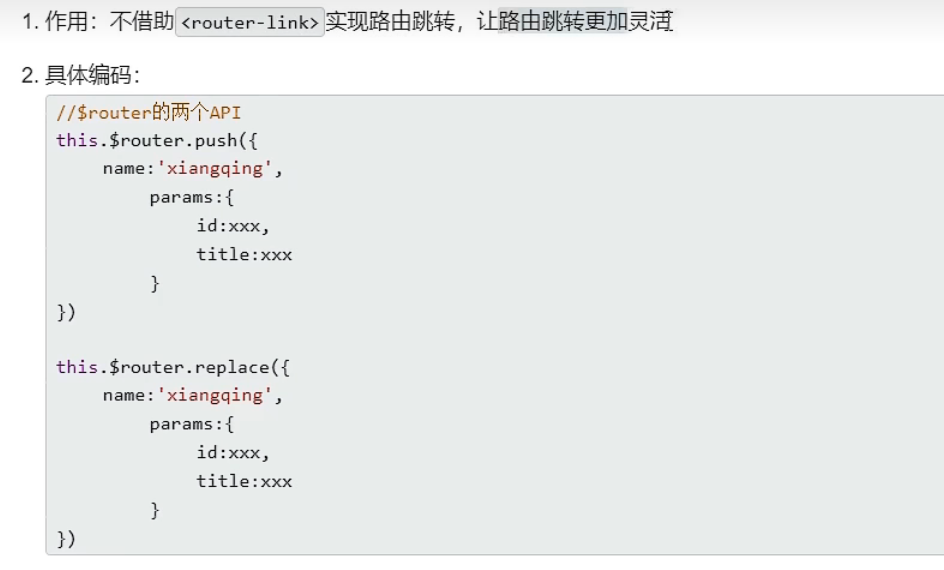 1. 作用：不借助<router-link>实现路由跳转，让路由跳转更加灵活
2. 具体编码：
//$router的两个API
this.$router.push({
name:'xiangqing',
params:{
id:xxx,
title:xxx
}
})
this.$router.replace({
name:'xiangqing',
params:{
id:xxx,
title:xxx
}
})